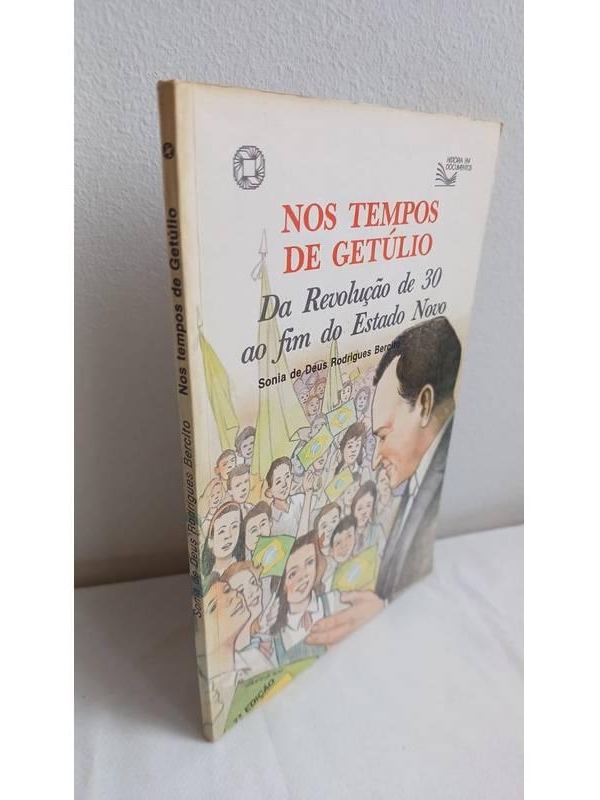 HISTÓRIA EM
DOCUMENTOS
NOS TEMPOS
DE GETÚLIO
Da Revolução de 30
ao fim do Estado Novo
Sonia de Deus Rodrigues Bercito
EDIÇÃO
Sonia de Deus Rodrigues Bercito Nos tempos de Getúlio